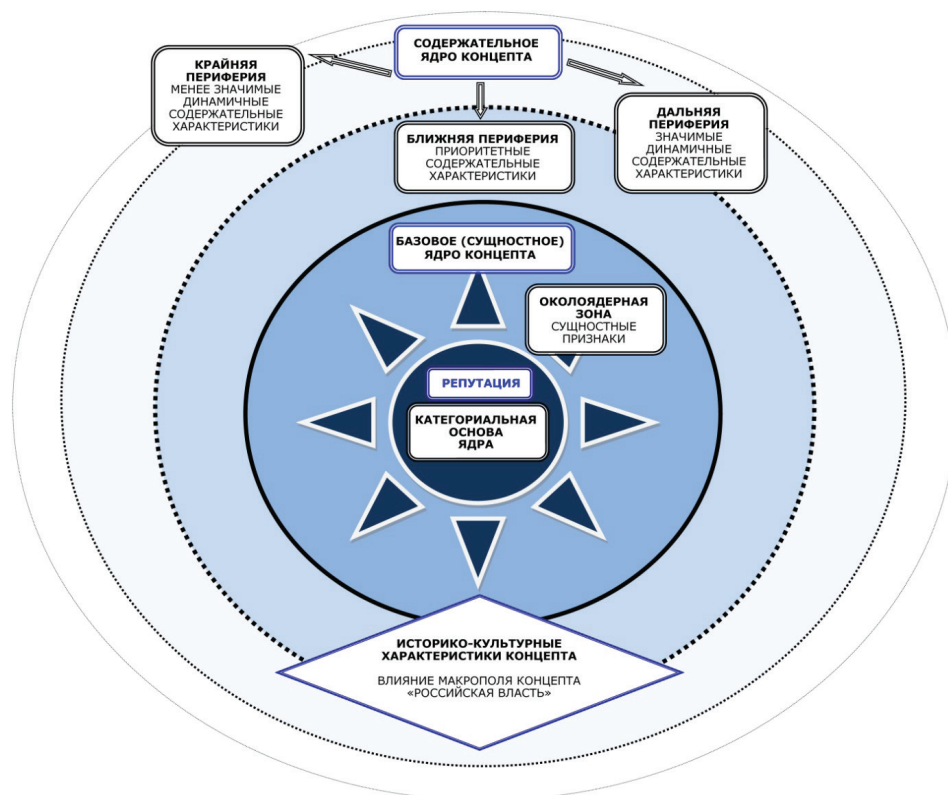 СОДЕРЖАТЕЛЬНОЕ
ЯДРО КОНЦЕПТА
КРАЙНЯЯ
ПЕРИФЕРИЯ
МЕНЕЕ ЗНАЧИМЫЕ
ДИНАМИЧНЫЕ
СОДЕРЖАТЕЛЬНЫЕ
ХАРАКТЕРИСТИКИ
БЛИЖНЯЯ ПЕРИФЕРИЯ
ПРИОРИТЕТНЫЕ
СОДЕРЖАТЕЛЬНЫЕ
ХАРАКТЕРИСТИКИ
ДАЛЬНЯЯ
ПЕРИФЕРИЯ
ЗНАЧИМЫЕ
ДИНАМИЧНЫЕ
СОДЕРЖАТЕЛЬНЫЕ
ХАРАКТЕРИСТИКИ
БАЗОВОЕ (СУЩНОСТНОЕ)
ЯДРО КОНЦЕПТА
ОКОЛОЯДЕРНАЯ
ЗОНА
СУЩНОСТНЫЕ
ПРИЗНАКИ
РЕПУТАЦИЯ
КАТЕГОРИАЛЬНАЯ
ОСНОВА
ЯДРА
ИСТОРИКО-КУЛЬТУРНЫЕ
ХАРАКТЕРИСТИКИ КОНЦЕПТА
ВЛИЯНИЕ МАКРОПОЛЯ КОНЦЕПТА
«РОССИЙСКАЯ ВЛАСТЬ»